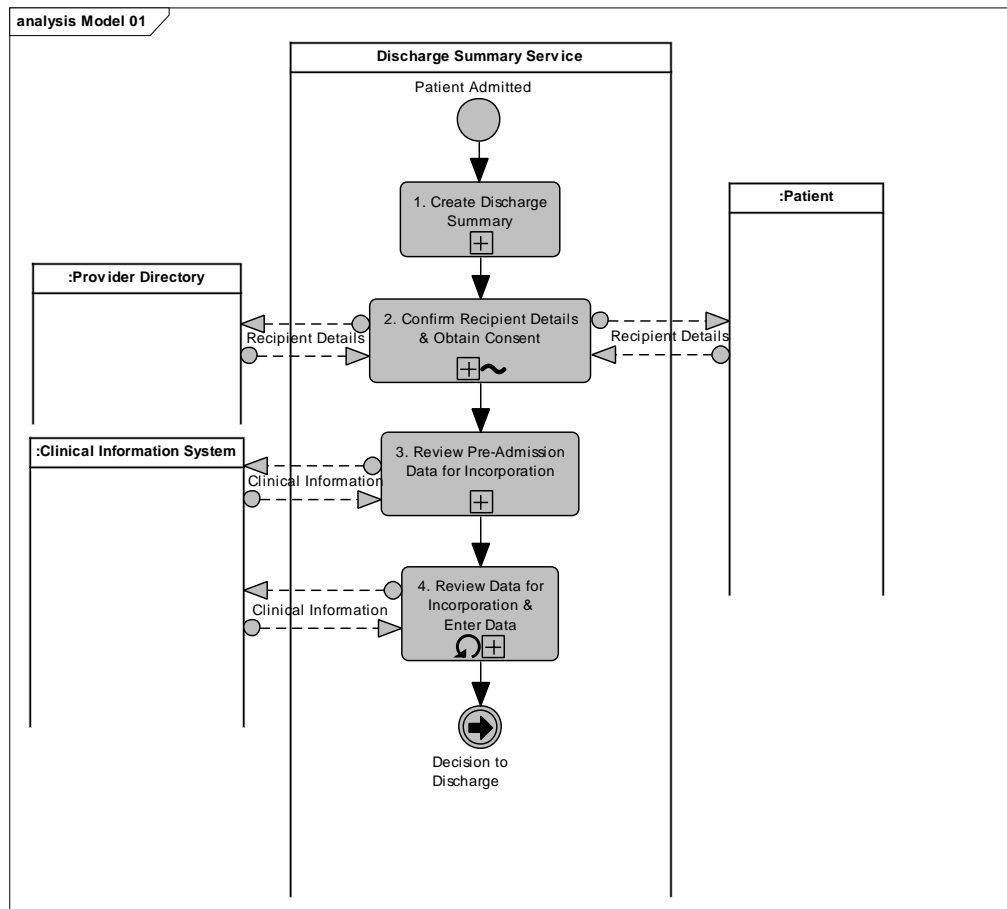 analysis Model 01
Discharge Summary Service
Patient Admitted
1. Create Discharge
Summary
:Patient
:Provider Directory
2. Confirm Recipient Details
& Obtain Consent
Recipient Details
Recipient Details
:Clinical Information System
3. Review Pre-Admission
Data for Incorporation
Clinical Information
4. Review Data for
Incorporation &
Enter Data
Clinical Information
Decision to
Discharge